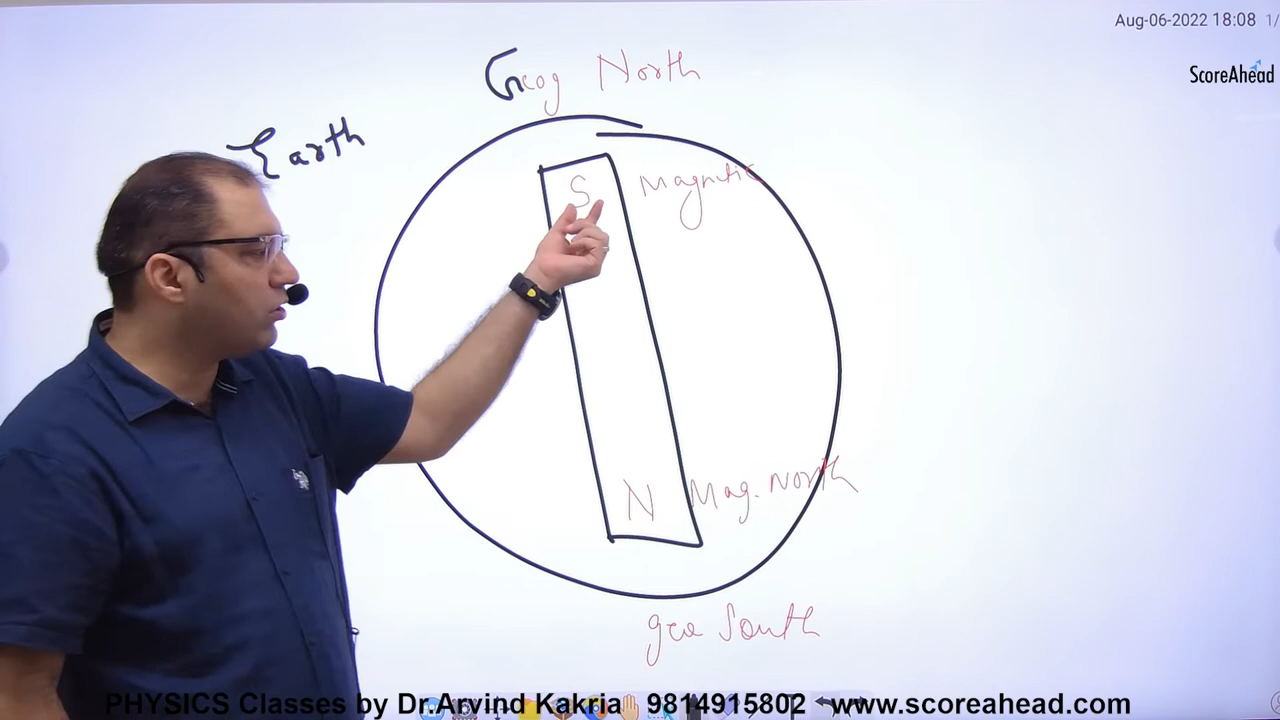 Aug-06-2022 18:08 1/
ScoreAhead
Geog North
Earth
S Magnetic
N Mag. North
geo South
PHYSICS Classes by Dr.Arvind Kakria 9814915802 www.scoreahead.com